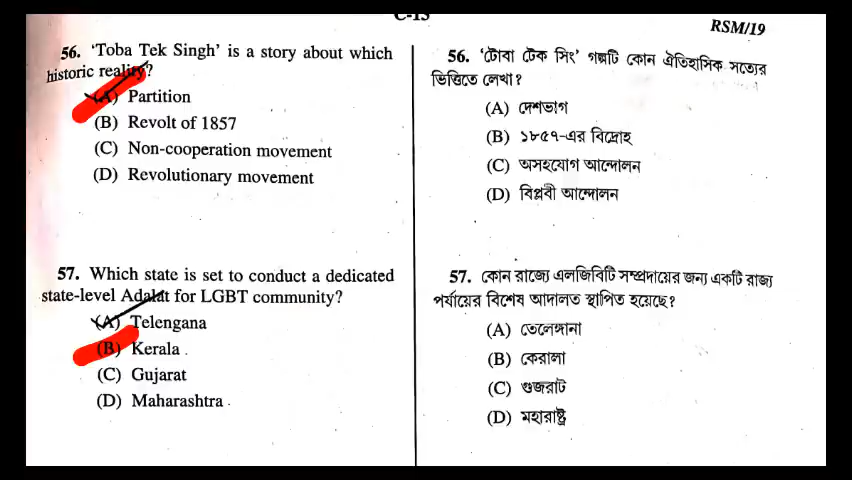 C-15
RSM/19
56. 'Toba Tek Singh' is a story about which
historic reality?
(A) Partition
(B) Revolt of 1857
(C) Non-cooperation movement
(D) Revolutionary movement
57. Which state is set to conduct a dedicated
state-level Adalat for LGBT community?
(A) Telengana
(B) Kerala
(C) Gujarat
(D) Maharashtra
56. 'টোবা টেক সিং' গল্পটি কোন ঐতিহাসিক সত্যের
ভিত্তিতে লেখা?
(A) দেশভাগ
(B) ১৮৫৭-এর বিদ্রোহ
(C) অসহযোগ আন্দোলন
(D) বিপ্লবী আন্দোলন
57. কোন রাজ্যে এলজিবিটি সম্প্রদায়ের জন্য একটি রাজ্য
পর্যায়ের বিশেষ আদালত স্থাপিত হয়েছে?
(A) তেলেঙ্গানা
(B) কেরালা
(C) গুজরাট
(D) মহারাষ্ট্র